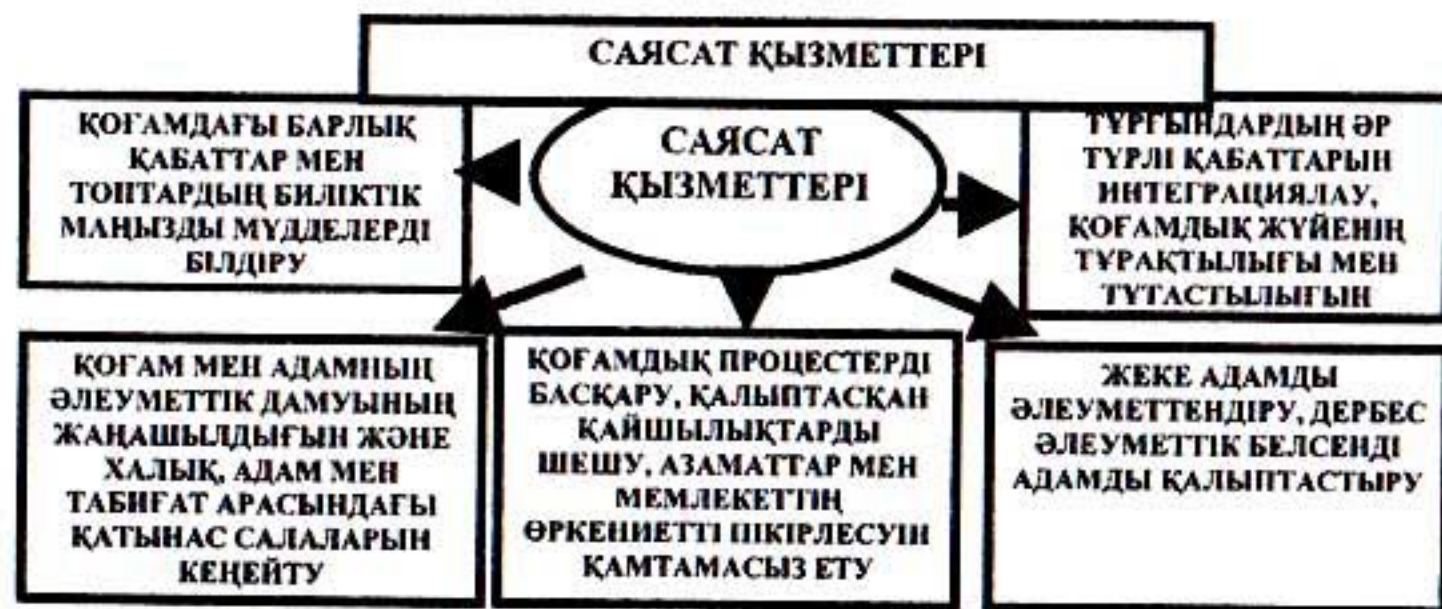 САЯСАТ ҚЫЗМЕТТЕРІ
ҚОҒАМДАҒЫ БАРЛЫҚ
ҚАБАТТАР МЕН
ТОПТАРДЫҢ БИЛІКТІК
МАҢЫЗДЫ МҮДДЕЛЕРДІ
БІЛДІРУ
САЯСАТ
ҚЫЗМЕТТЕРІ
ТҰРҒЫНДАРДЫҢ ӘР
ТҮРЛІ ҚАБАТТАРЫН
ИНТЕГРАЦИЯЛАУ,
ҚОҒАМДЫҚ ЖҮЙЕНІҢ
ТҰРАҚТЫЛЫҒЫ МЕН
ТҰТАСТЫЛЫҒЫН
ҚОҒАМ МЕН АДАМНЫҢ
ӘЛЕУМЕТТІК ДАМУЫНЫҢ
ЖАҢАШЫЛДЫҒЫН ЖӘНЕ
ХАЛЫҚ, АДАМ МЕН
ТАБИҒАТ АРАСЫНДАҒЫ
ҚАТЫНАС САЛАЛАРЫН
КЕҢЕЙТУ
ҚОҒАМДЫҚ ПРОЦЕСТЕРДІ
БАСҚАРУ, ҚАЛЫПТАСҚАН
ҚАЙШЫЛЫҚТАРДЫ
ШЕШУ, АЗАМАТТАР МЕН
МЕМЛЕКЕТТІҢ
ӨРКЕНИЕТТІ ПІКІРЛЕСУІН
ҚАМТАМАСЫЗ ЕТУ
ЖЕКЕ АДАМДЫ
ӘЛЕУМЕТТЕНДІРУ, ДЕРБЕС
ӘЛЕУМЕТТІК БЕЛСЕНДІ
АДАМДЫ ҚАЛЫПТАСТЫРУ